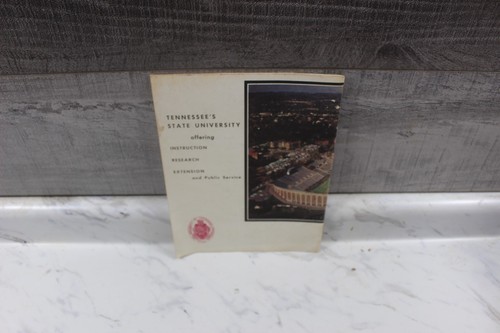 TENNESSEE'S
STATE UNIVERSITY
offering
INSTRUCTION
RESEARCH
EXTENSION
and Public Service